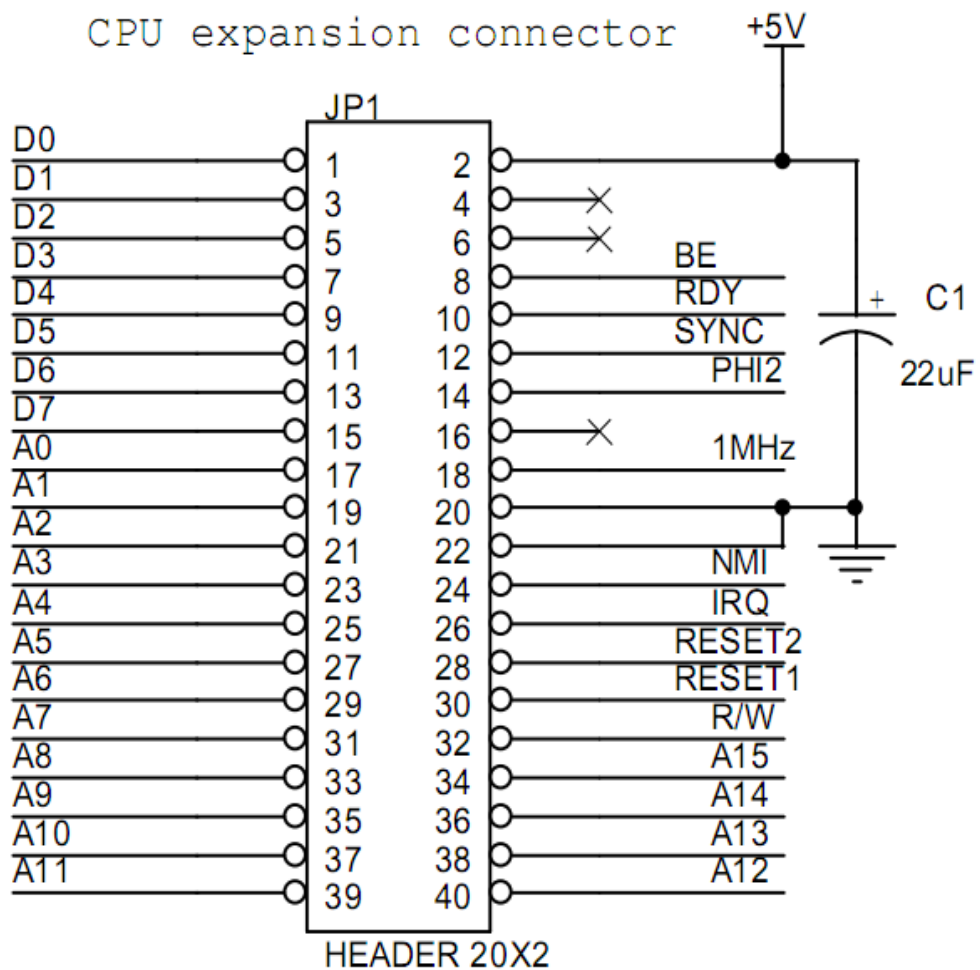 CPU expansion connector +5V
JP1
D0 1 2
D1 3 4
D2 5 6
D3 7 8 BE
D4 9 10 RDY + C1
D5 11 12 SYNC
D6 13 14 PHI2 22uF
D7 15 16
A0 17 18 1MHz
A1 19 20
A2 21 22
A3 23 24 NMI
A4 25 26 IRQ
A5 27 28 RESET2
A6 29 30 RESET1
A7 31 32 R/W
A8 33 34 A15
A9 35 36 A14
A10 37 38 A13
A11 39 40 A12
HEADER 20X2